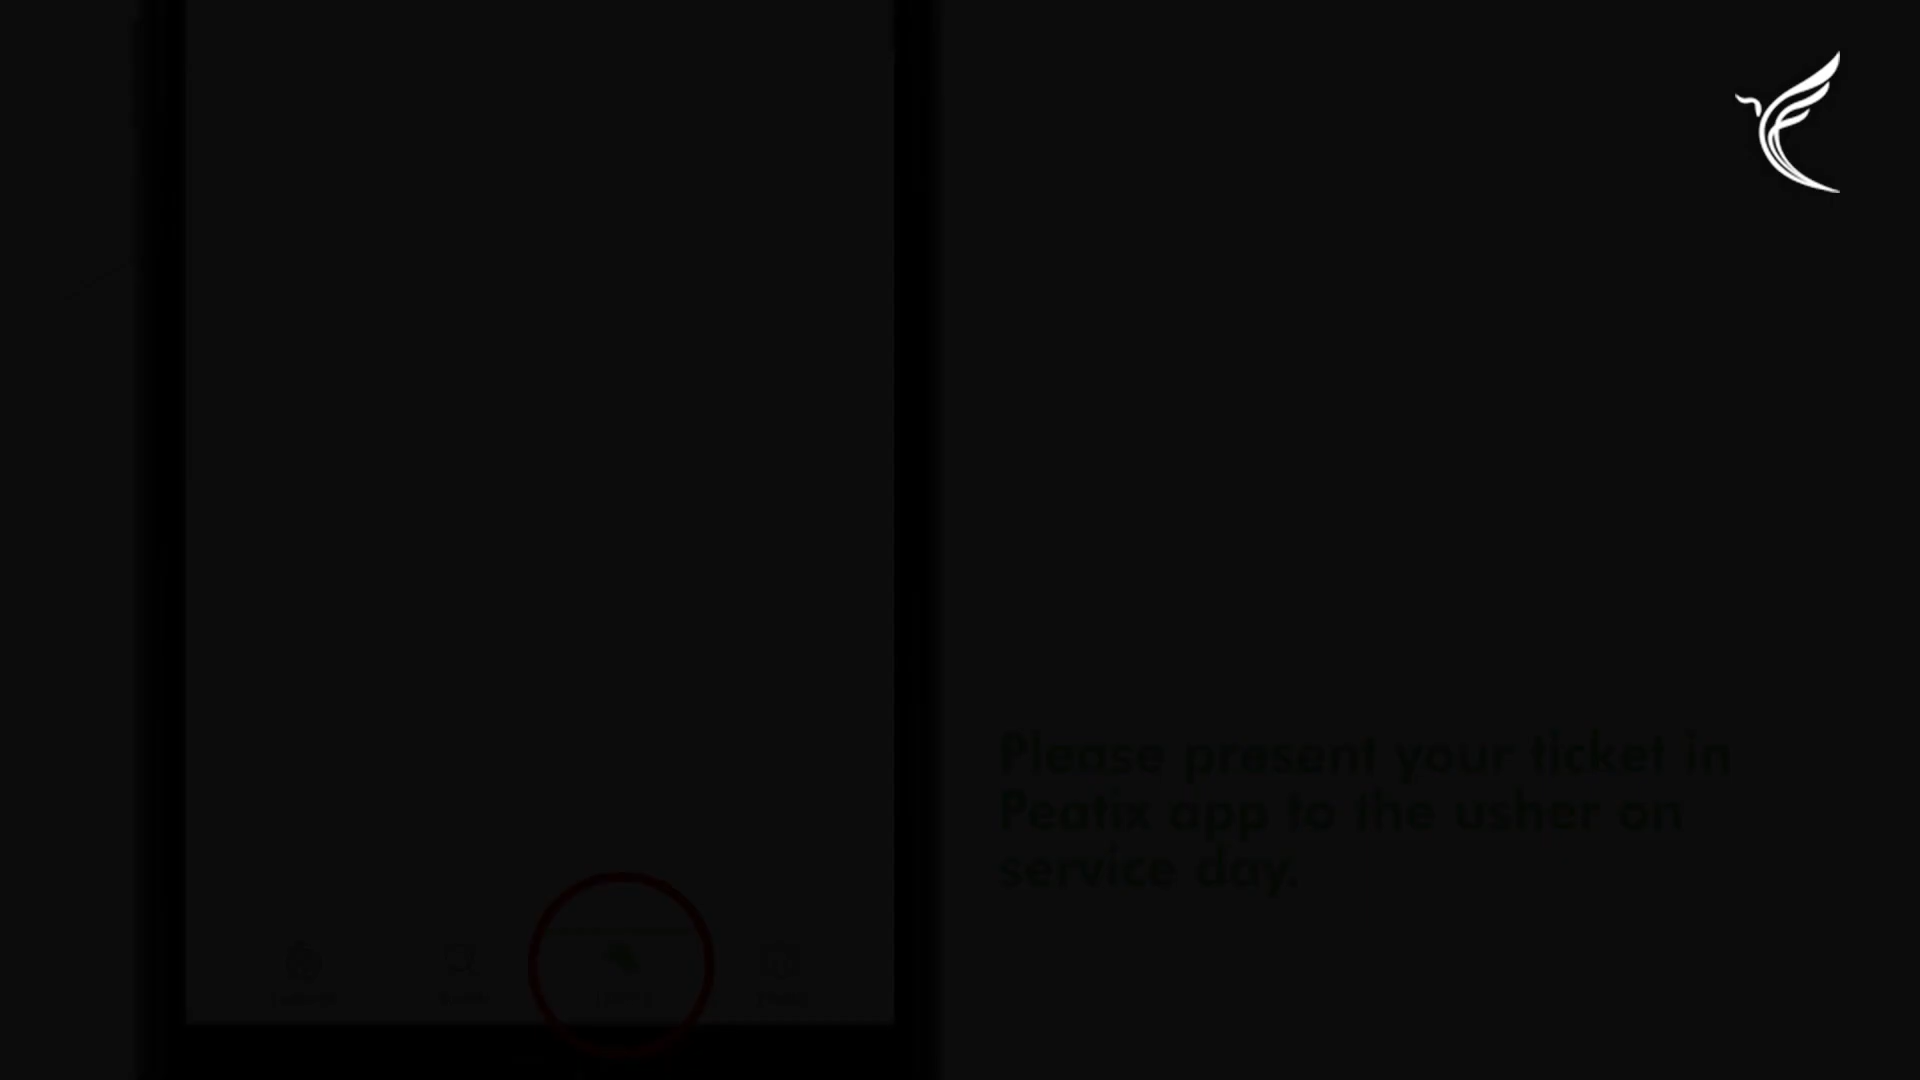 Please present your ticket in
Peatix app to the usher on
service day.